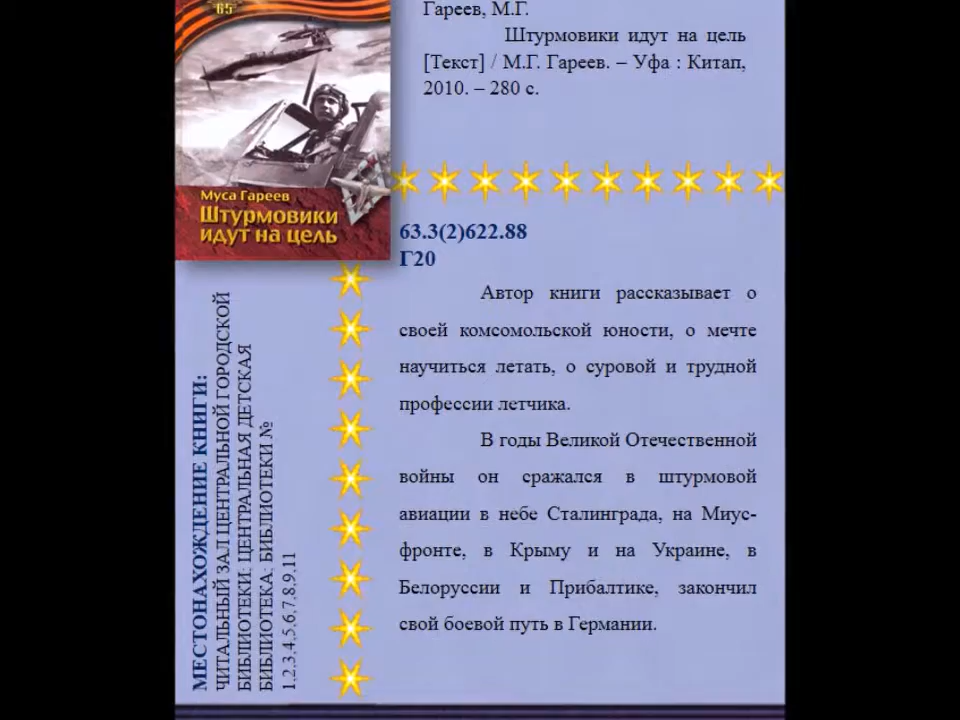 65
Муса Гареев
Штурмовики
идут на цель
Гареев, М.Г.
Штурмовики идут на цель
[Текст] / М.Г. Гареев. – Уфа : Китап,
2010. – 280 с.
63.3(2)622.88
Г20
Автор книги рассказывает о
своей комсомольской юности, о мечте
научиться летать, о суровой и трудной
профессии летчика.
В годы Великой Отечественной
войны он сражался в штурмовой
авиации в небе Сталинграда, на Миус-
фронте, в Крыму и на Украине, в
Белоруссии и Прибалтике, закончил
свой боевой путь в Германии.
МЕСТОНАХОЖДЕНИЕ КНИГИ:
ЧИТАЛЬНЫЙ ЗАЛ ЦЕНТРАЛЬНОЙ ГОРОДСКОЙ
БИБЛИОТЕКИ; ЦЕНТРАЛЬНАЯ ДЕТСКАЯ
БИБЛИОТЕКА; БИБЛИОТЕКИ №
1,2,3,4,5,6,7,8,9,11